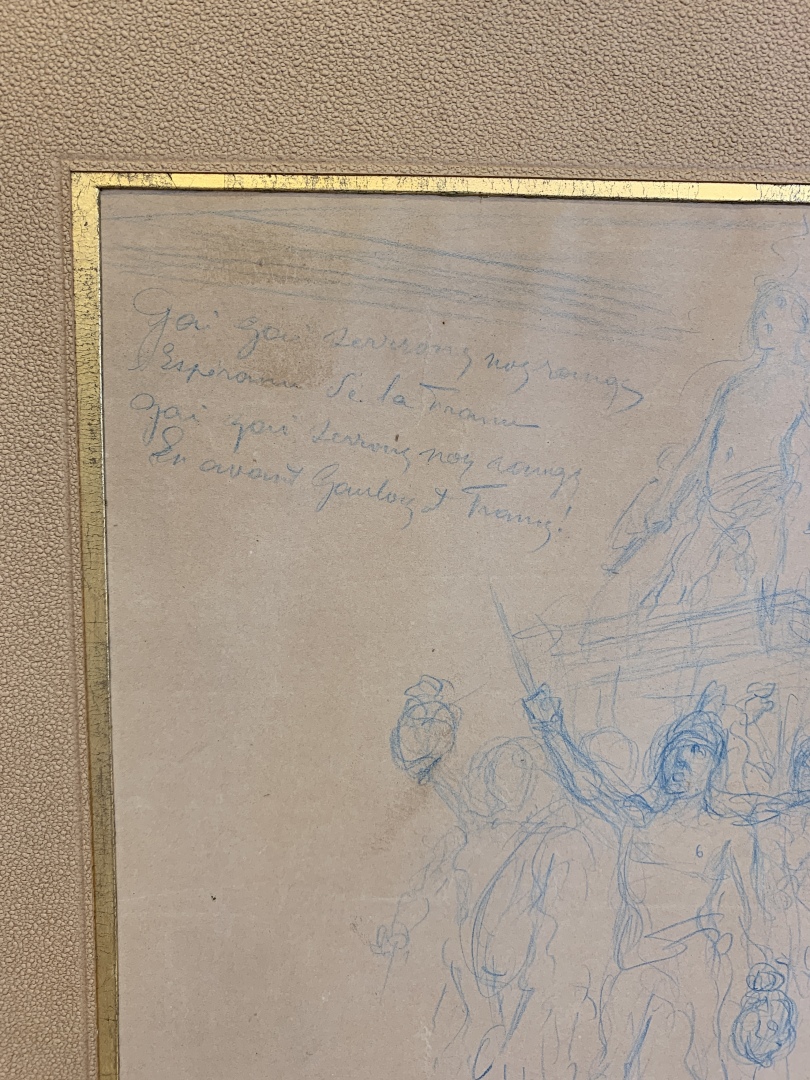 Gai gai serrons nos rangs
Espérance de la France
Gai gai serrons nos rangs
En avant Gaulois & Francs!